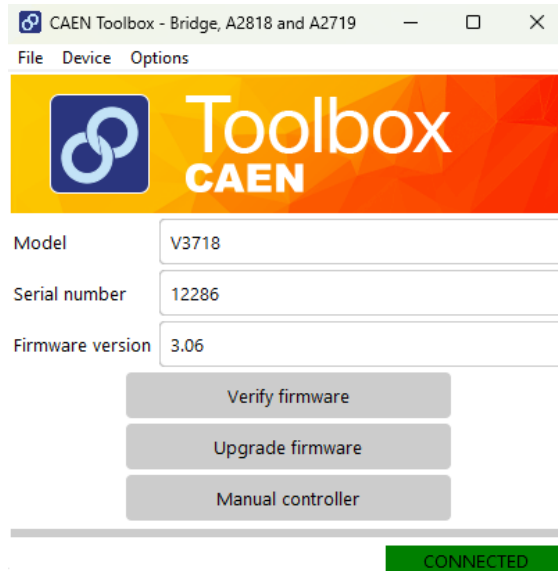 CAEN Toolbox - Bridge, A2818 and A2719
File Device Options
Toolbox
CAEN
Model V3718
Serial number 12286
Firmware version 3.06
Verify firmware
Upgrade firmware
Manual controller
CONNECTED